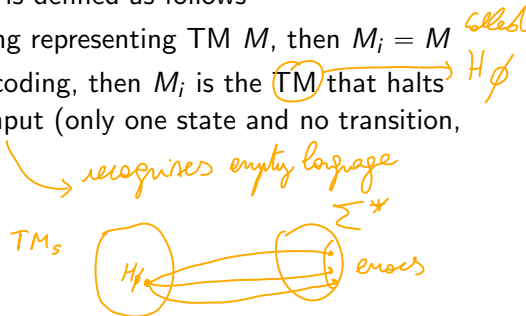 is defined as follows
ng representing TM M, then Mᵢ = M called
coding, then Mᵢ is the TM that halts H∅
nput (only one state and no transition,
recognises empty language
Σ*
TMs
H∅